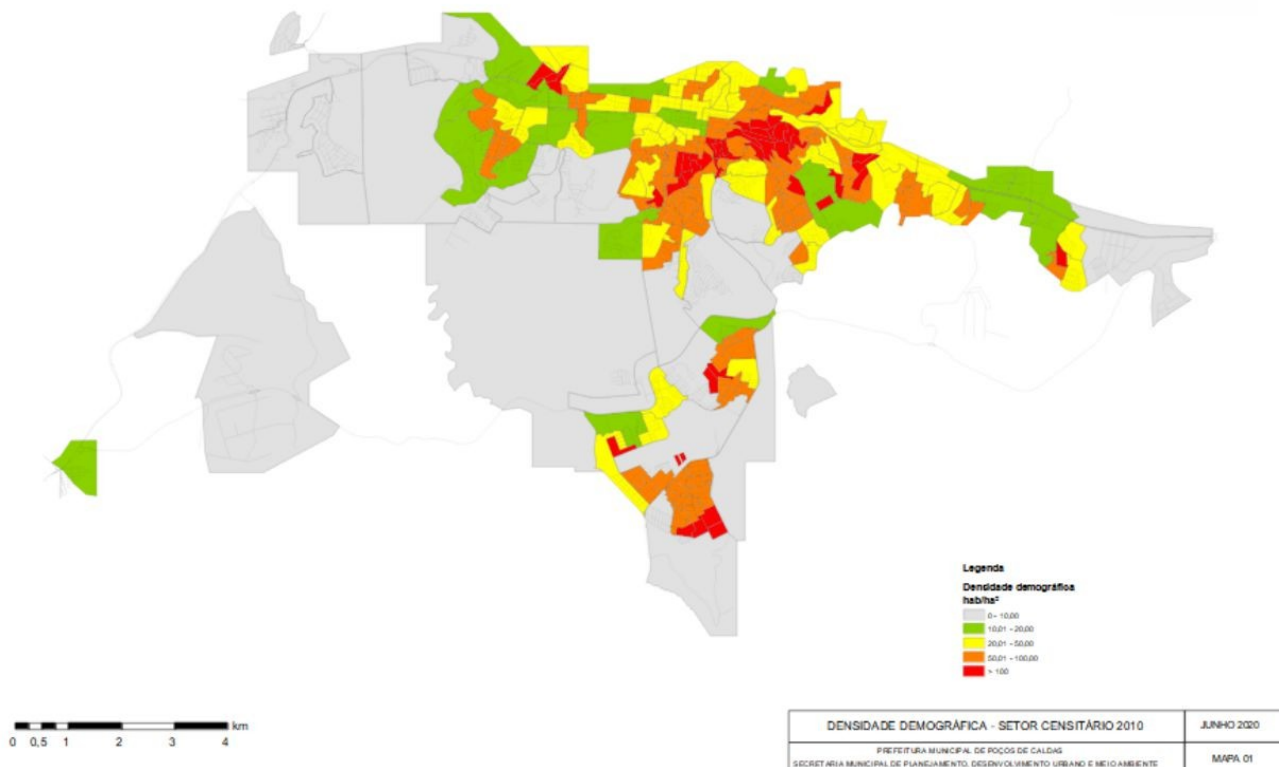 Legenda
Densidade demográfica
hab/ha²
0 - 10,00
10,01 - 20,00
20,01 - 50,00
50,01 - 100,00
> 100
km
0 0,5 1 2 3 4
DENSIDADE DEMOGRÁFICA - SETOR CENSITÁRIO 2010
JUNHO 2020
PREFEITURA MUNICIPAL DE POÇOS DE CALDAS
SECRETARIA MUNICIPAL DE PLANEJAMENTO, DESENVOLVIMENTO URBANO E MEIO AMBIENTE
MAPA 01